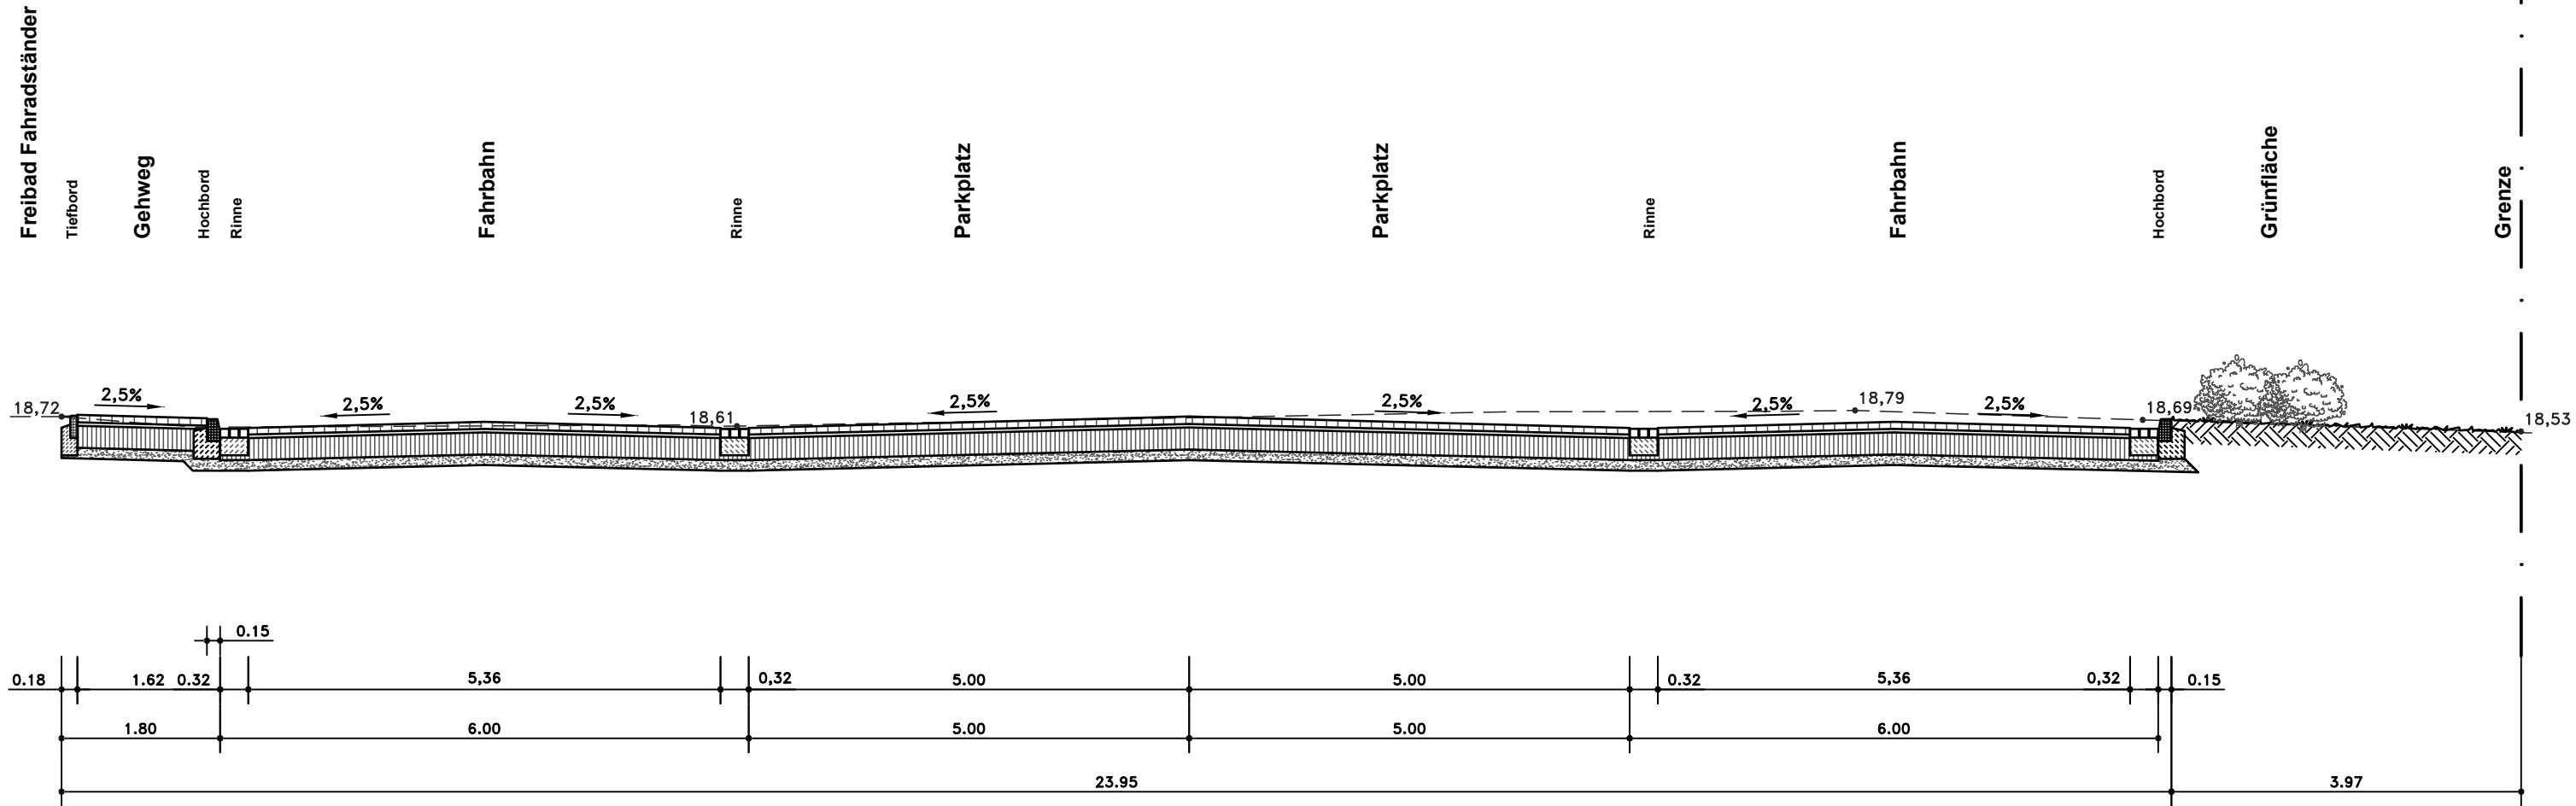 Freibad Fahradständer
Tiefbord
Gehweg
Hochbord
Rinne
Fahrbahn
Rinne
Parkplatz
Parkplatz
Rinne
Fahrbahn
Hochbord
Grünfläche
Grenze
18,72
2,5%
2,5%
2,5%
18,61
2,5%
2,5%
2,5%
18,79
2,5%
18,69
18,53
0.15
0.18
1.62
0.32
5,36
0,32
5.00
5.00
0.32
5,36
0,32
0.15
1.80
6.00
5.00
5.00
6.00
23.95
3.97